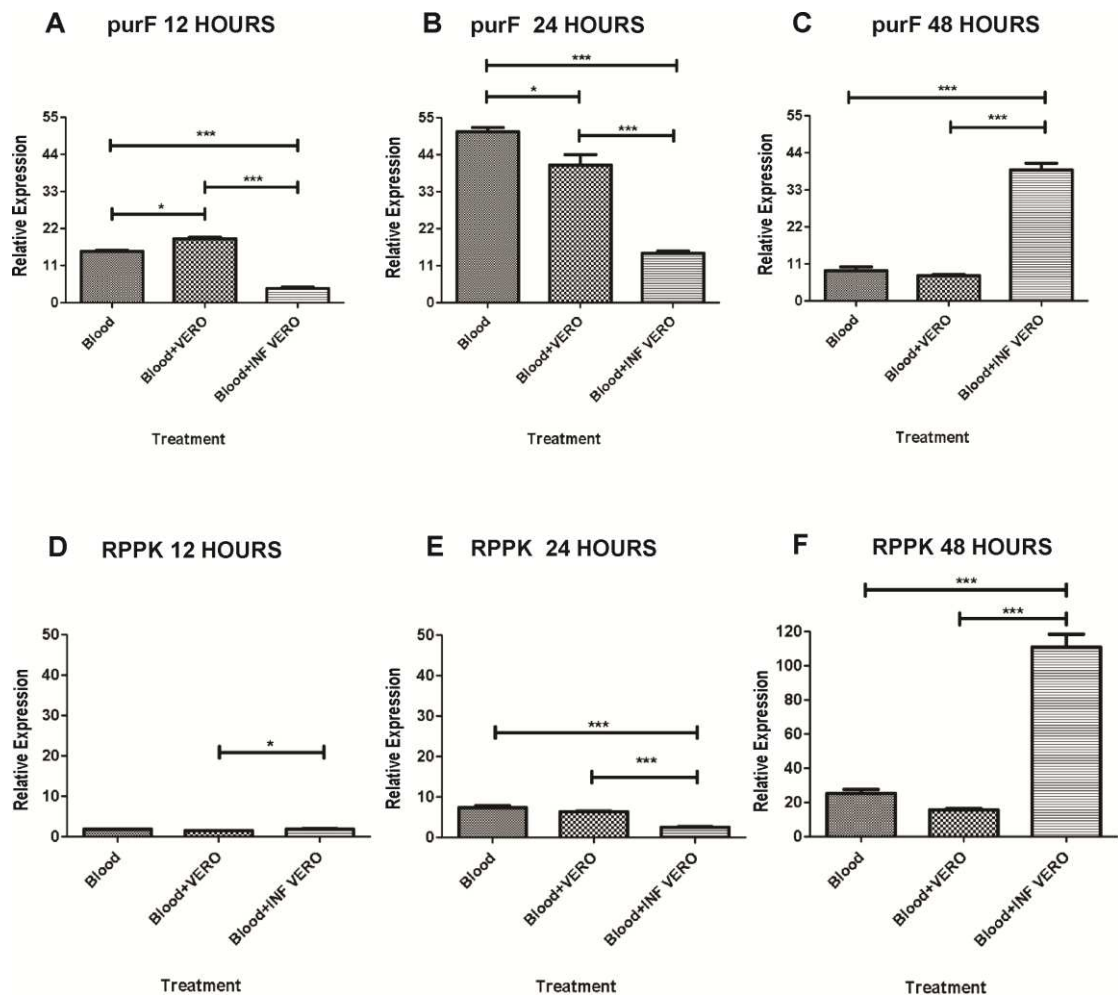 A purF 12 HOURS
B purF 24 HOURS
C purF 48 HOURS
Relative Expression
55
44
33
22
11
0
***
***
*
Blood
Blood+VERO
Blood+INF VERO
Treatment
Relative Expression
55
44
33
22
11
0
***
*
***
Blood
Blood+VERO
Blood+INF VERO
Treatment
Relative Expression
55
44
33
22
11
0
***
***
Blood
Blood+VERO
Blood+INF VERO
Treatment
D RPPK 12 HOURS
E RPPK 24 HOURS
F RPPK 48 HOURS
Relative Expression
50
40
30
20
10
0
*
Blood
Blood+VERO
Blood+INF VERO
Treatment
Relative Expression
50
40
30
20
10
0
***
***
Blood
Blood+VERO
Blood+INF VERO
Treatment
Relative Expression
120
100
80
60
40
20
0
***
***
Blood
Blood+VERO
Blood+INF VERO
Treatment